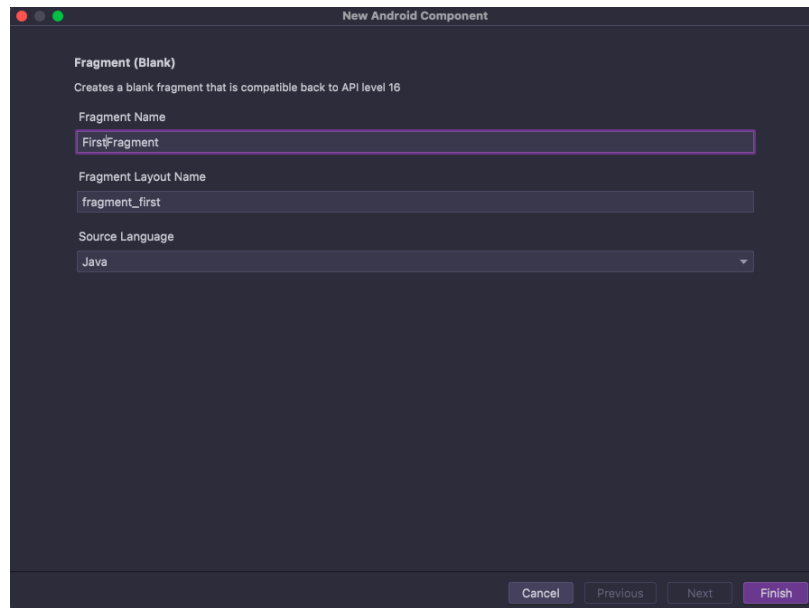 New Android Component
Fragment (Blank)
Creates a blank fragment that is compatible back to API level 16
Fragment Name
FirstFragment
Fragment Layout Name
fragment_first
Source Language
Java
Cancel Previous Next Finish